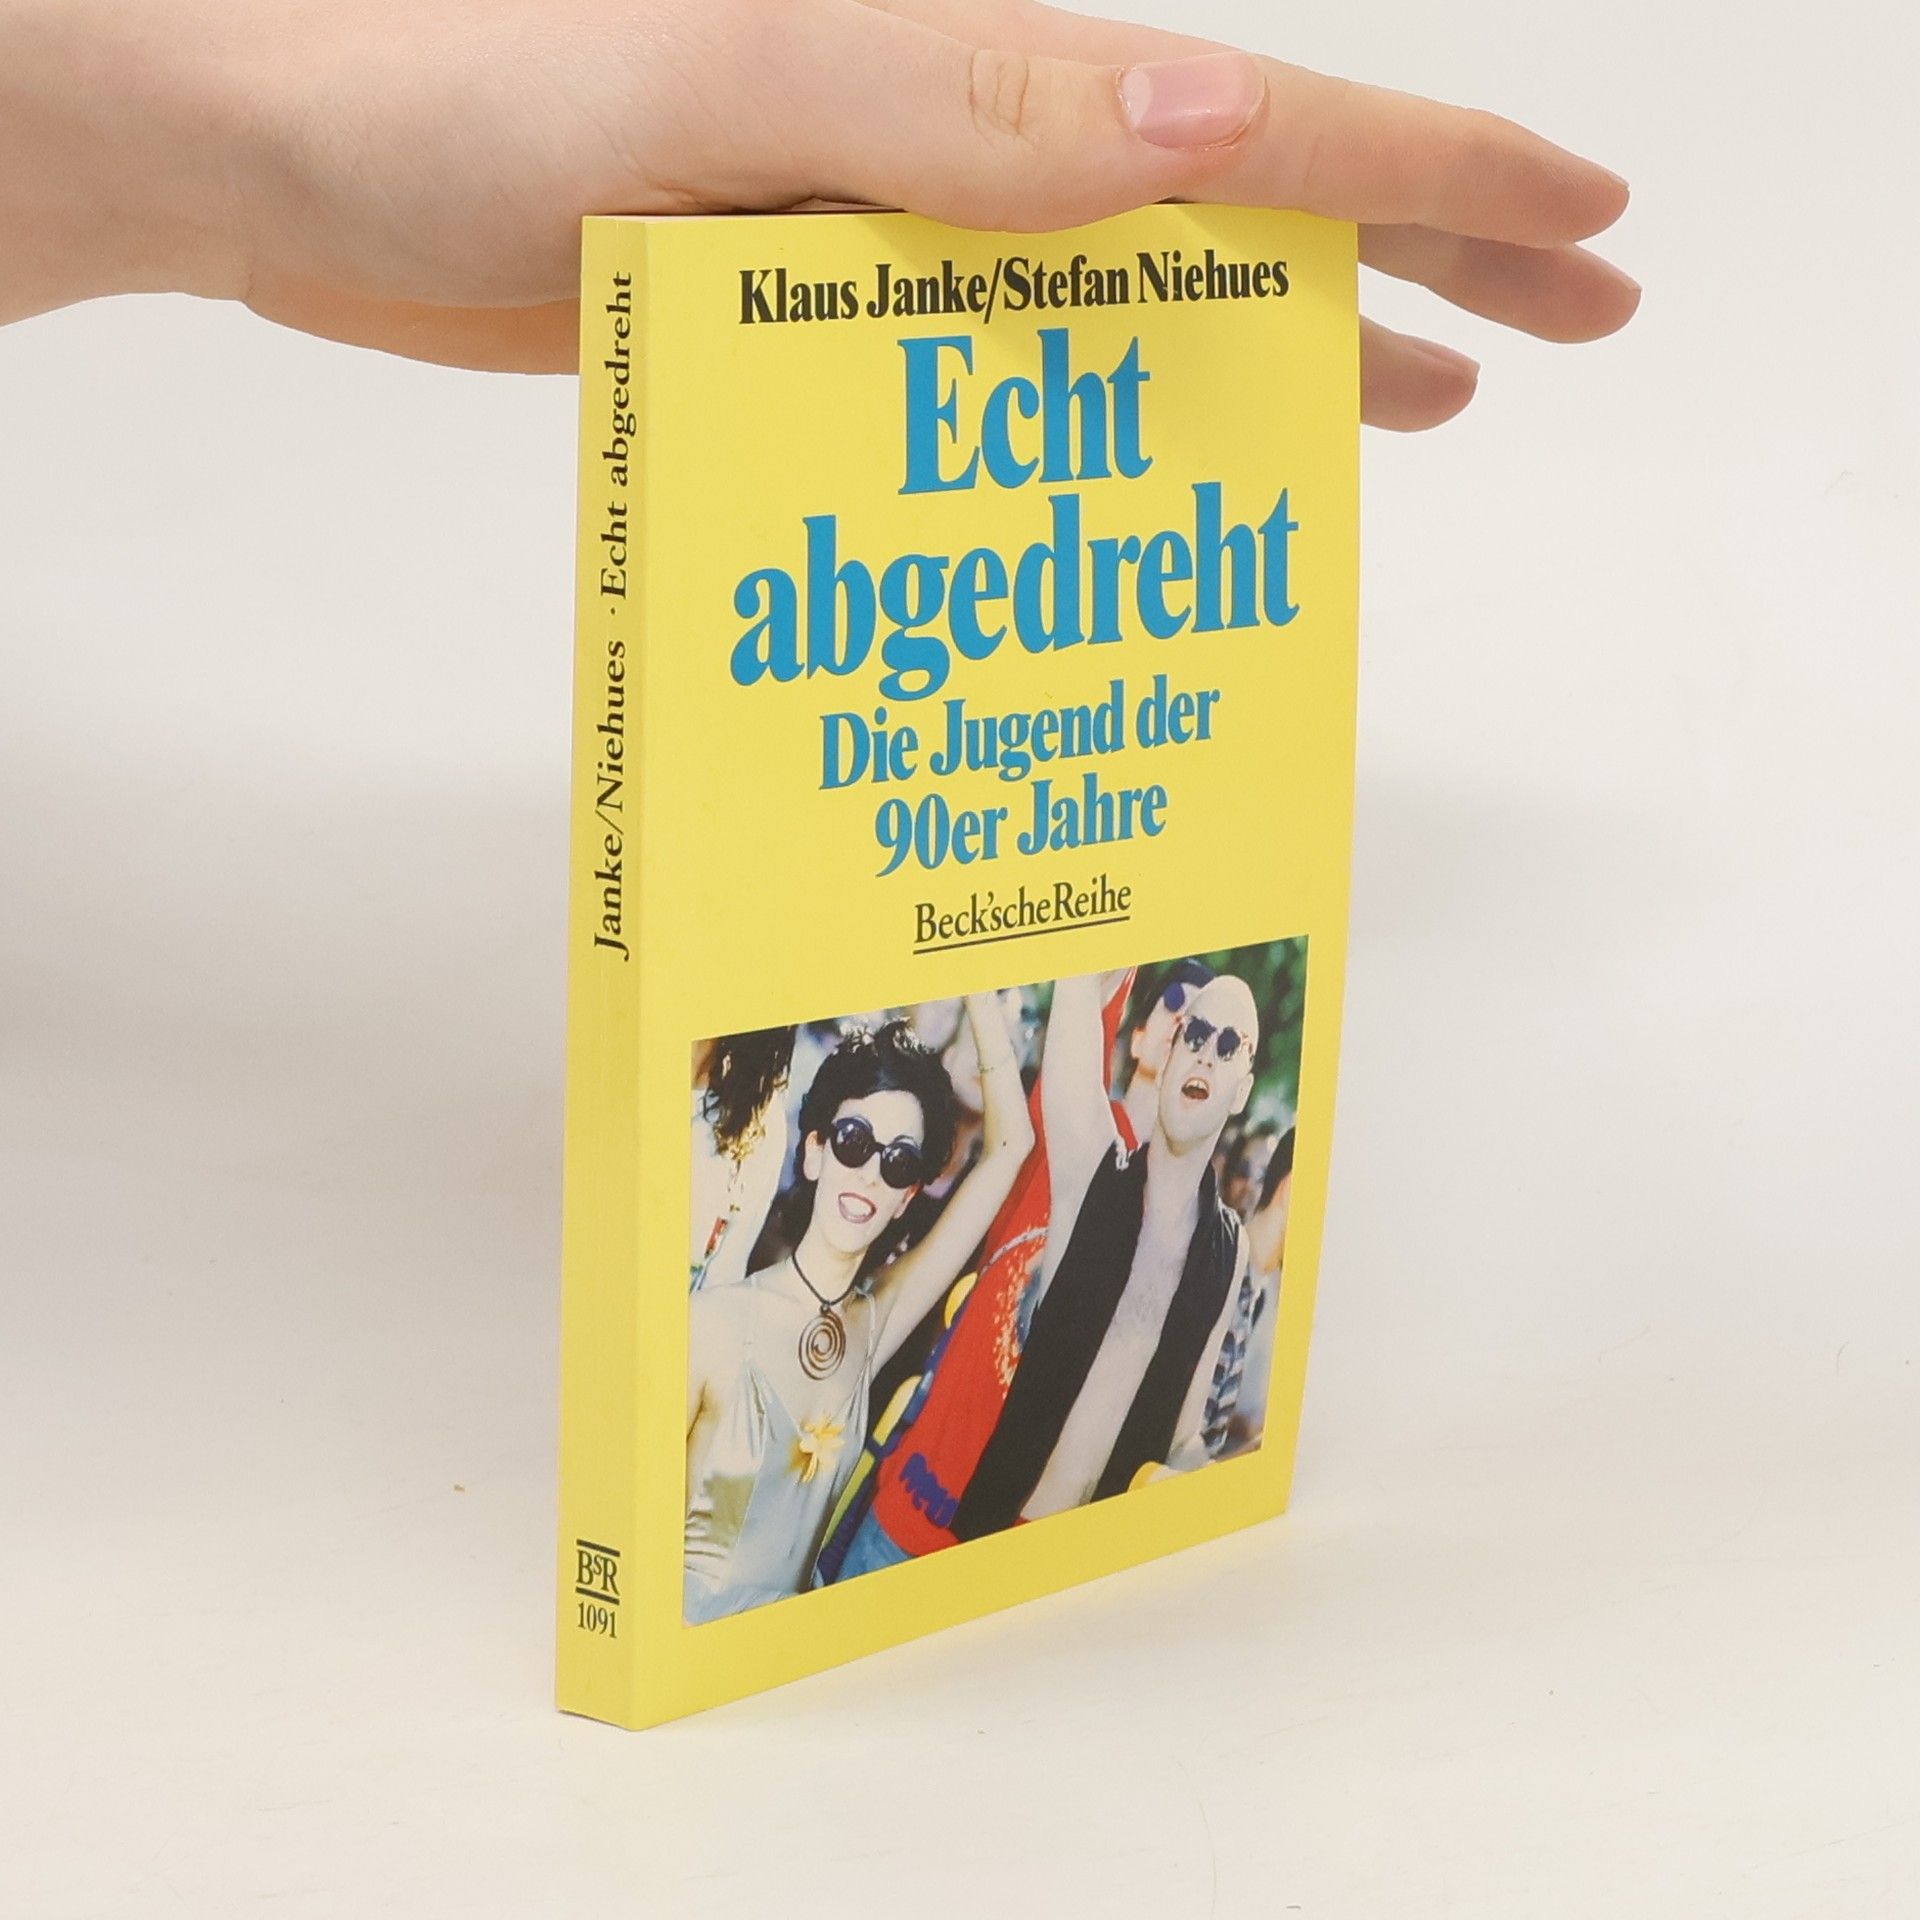 Klaus Janke/Stefan Niehues
Echt
abgedreht
Die Jugend der
90er Jahre
Beck'scheReihe
Janke/Niehues · Echt abgedreht
BsR
1091